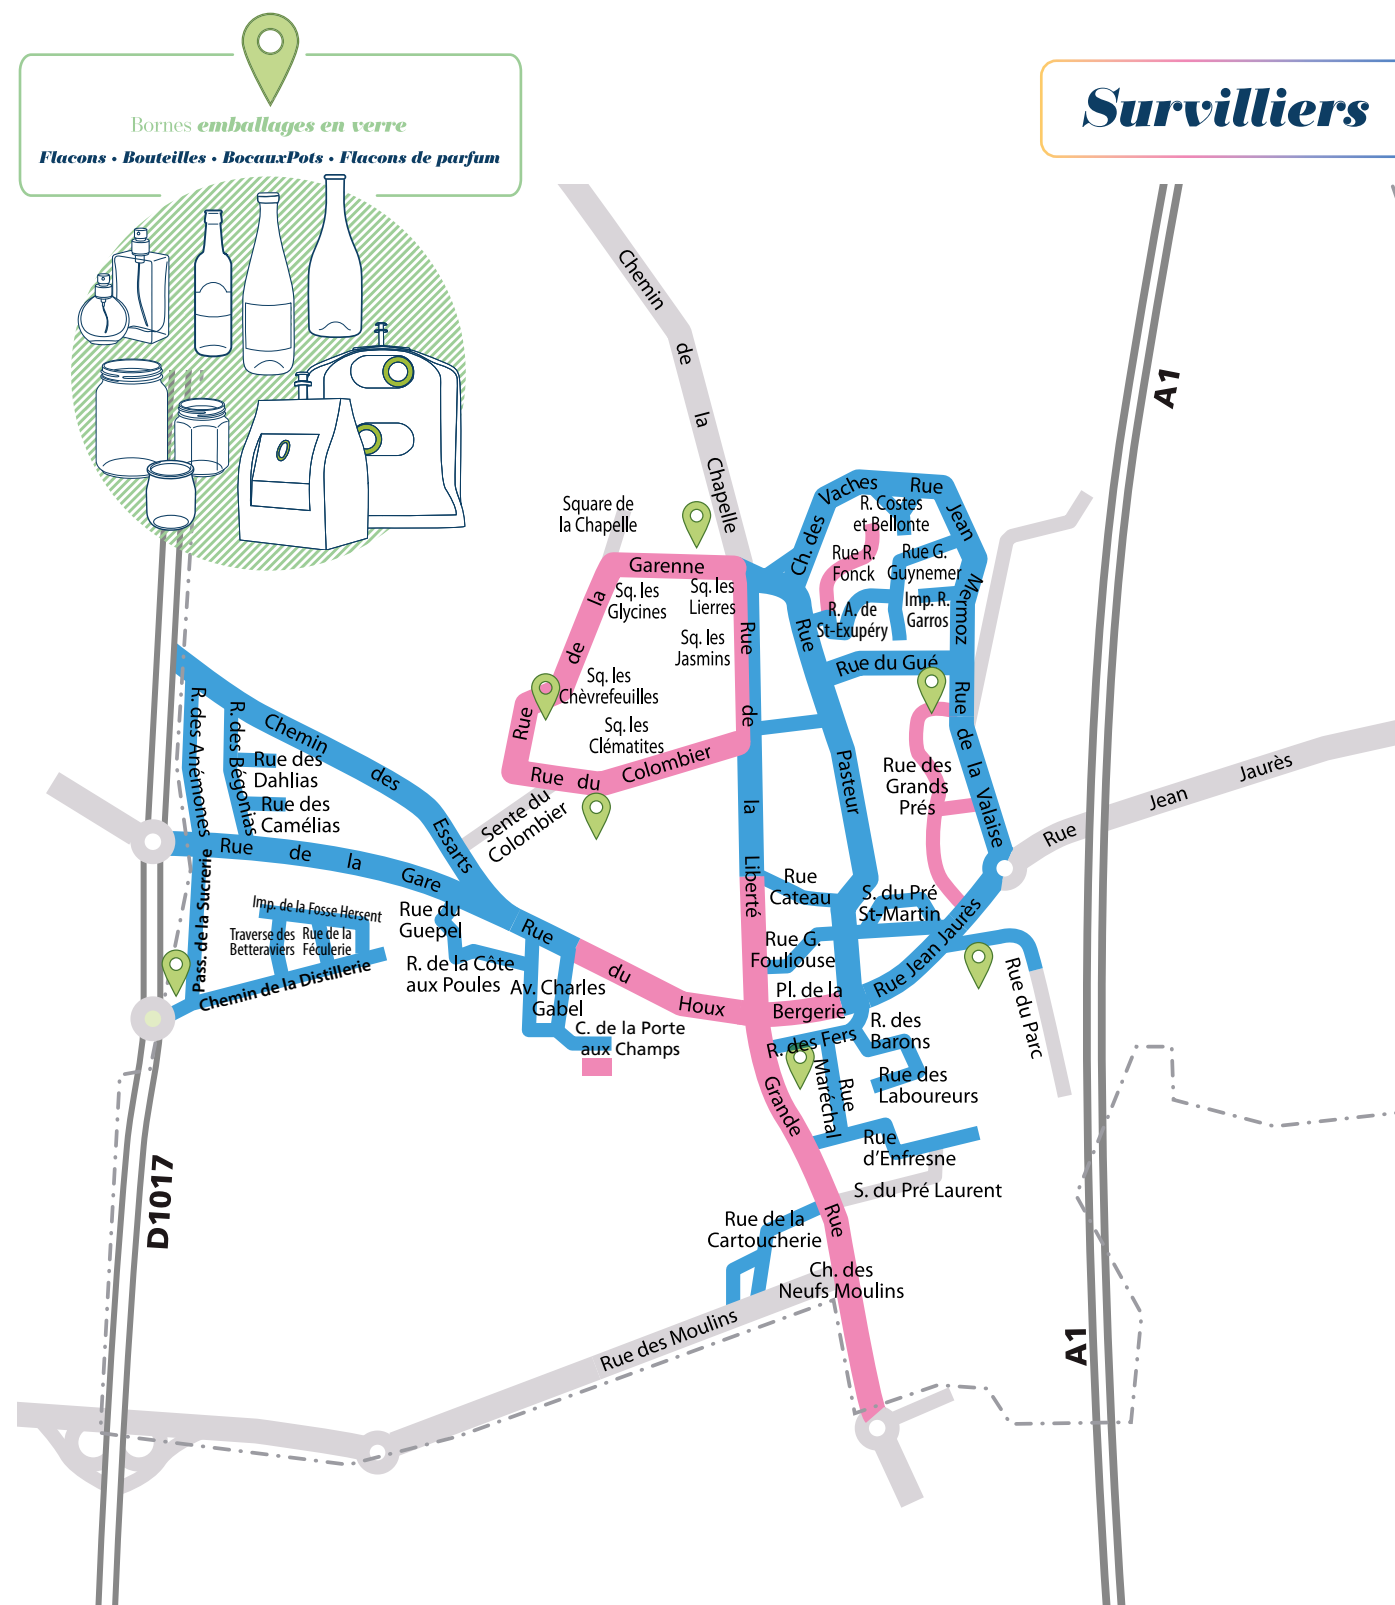 Bornes emballages en verre
Flacons • Bouteilles • BocauxPots • Flacons de parfum
Survilliers
Chemin de la Chapelle
A1
Square de
la Chapelle
Ch. des Vaches
Rue Jean Mermoz
R. Costes
et Bellonte
Rue R.
Fonck
Rue G.
Guynemer
Imp. R.
Garros
R. A. de
St-Exupéry
Rue de la Garenne
Sq. les
Glycines
Sq. les
Lierres
Sq. les
Jasmins
Sq. les
Chèvrefeuilles
Sq. les
Clématites
Rue du Colombier
Sente du
Colombier
Rue de la Liberté
Rue Pasteur
Rue du Gué
Rue de la Valaise
Rue des
Grands
Prés
Rue Jean Jaurès
R. des Anémones
R. des Bégonias
Chemin des Essarts
Rue des
Dahlias
Rue des
Camélias
Rue de la Gare
Pass. de la Sucrerie
Imp. de la Fosse Hersent
Traverse des
Betteraviers
Rue de la
Féculerie
Chemin de la Distillerie
Rue du
Guepel
R. de la Côte
aux Poules
Av. Charles
Gabel
C. de la Porte
aux Champs
Rue du Houx
Rue
Cateau
S. du Pré
St-Martin
Rue G.
Fouliouse
Pl. de la
Bergerie
Rue Jean Jaurès
Rue du Parc
R. des Fers
R. des
Barons
Rue des
Laboureurs
Rue
Maréchal
Rue
d'Enfresne
Grande Rue
S. du Pré Laurent
Rue de la
Cartoucherie
Ch. des
Neufs Moulins
Rue des Moulins
D1017
A1